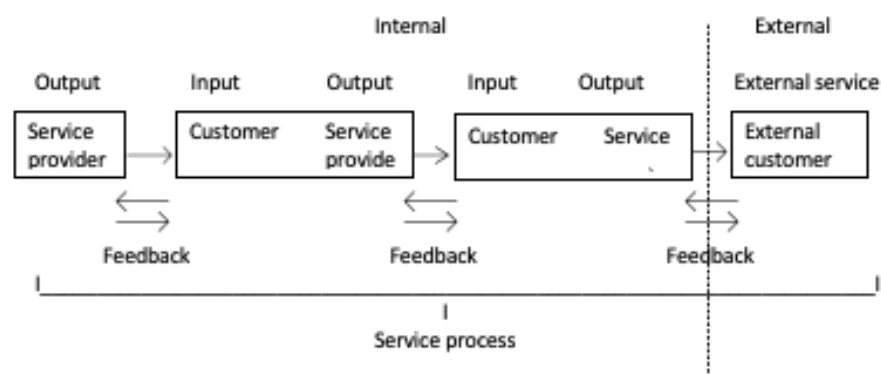 Internal External
Output Input Output Input Output External service
Service provider
Customer
Service provide
Customer
Service
External customer
Feedback Feedback Feedback
Service process